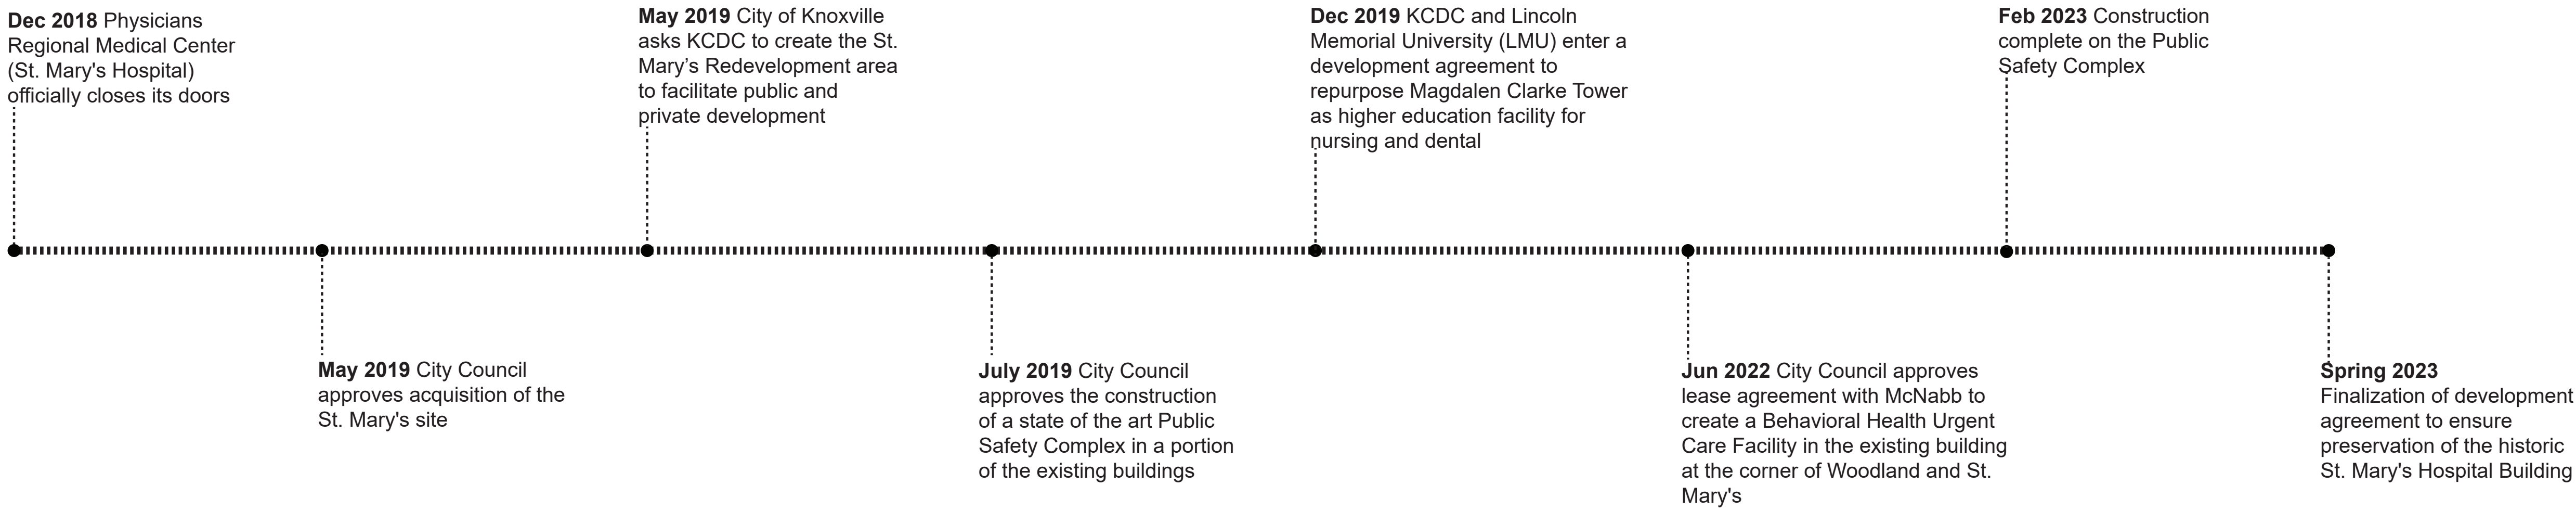 Dec 2018 Physicians
Regional Medical Center
(St. Mary's Hospital)
officially closes its doors
May 2019 City Council
approves acquisition of the
St. Mary's site
May 2019 City of Knoxville
asks KCDC to create the St.
Mary’s Redevelopment area
to facilitate public and
private development
July 2019 City Council
approves the construction
of a state of the art Public
Safety Complex in a portion
of the existing buildings
Dec 2019 KCDC and Lincoln
Memorial University (LMU) enter a
development agreement to
repurpose Magdalen Clarke Tower
as higher education facility for
nursing and dental
Jun 2022 City Council approves
lease agreement with McNabb to
create a Behavioral Health Urgent
Care Facility in the existing building
at the corner of Woodland and St.
Mary's
Feb 2023 Construction
complete on the Public
Safety Complex
Spring 2023
Finalization of development
agreement to ensure
preservation of the historic
St. Mary's Hospital Building